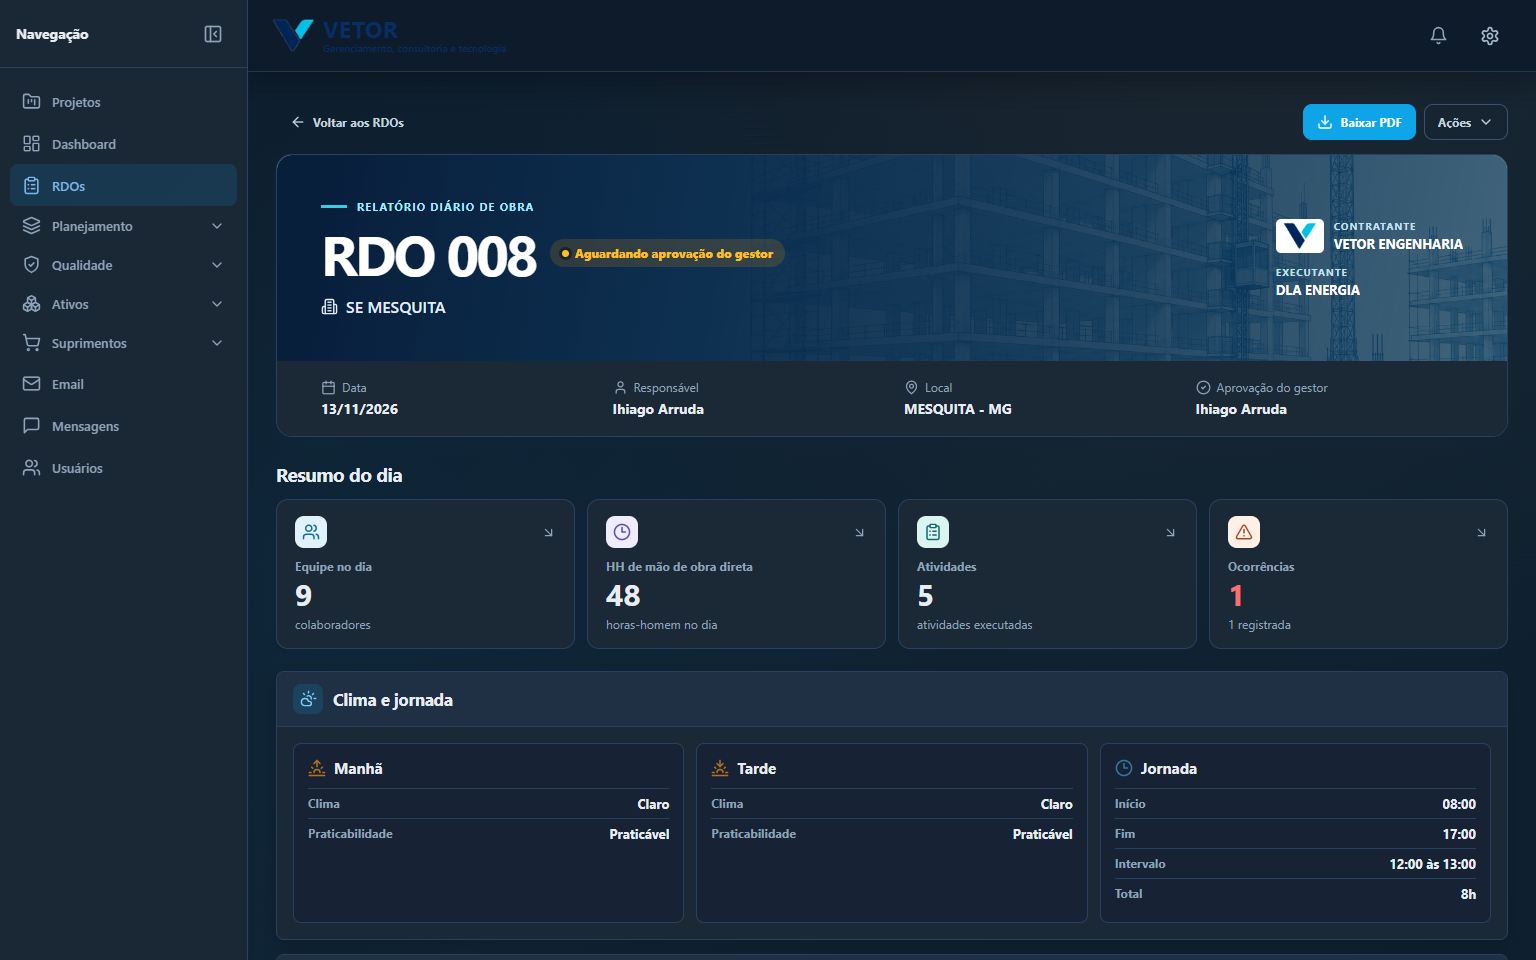 Navegação
VETOR
Gerenciamento, consultoria e tecnologia
Projetos
Dashboard
RDOs
Planejamento
Qualidade
Ativos
Suprimentos
Email
Mensagens
Usuários
Voltar aos RDOs
Baixar PDF
Ações
RELATÓRIO DIÁRIO DE OBRA
RDO 008
Aguardando aprovação do gestor
SE MESQUITA
CONTRATANTE
VETOR ENGENHARIA
EXECUTANTE
DLA ENERGIA
Data
13/11/2026
Responsável
Ihiago Arruda
Local
MESQUITA - MG
Aprovação do gestor
Ihiago Arruda
Resumo do dia
Equipe no dia
9
colaboradores
HH de mão de obra direta
48
horas-homem no dia
Atividades
5
atividades executadas
Ocorrências
1
1 registrada
Clima e jornada
Manhã
Clima Claro
Praticabilidade Praticável
Tarde
Clima Claro
Praticabilidade Praticável
Jornada
Início 08:00
Fim 17:00
Intervalo 12:00 às 13:00
Total 8h